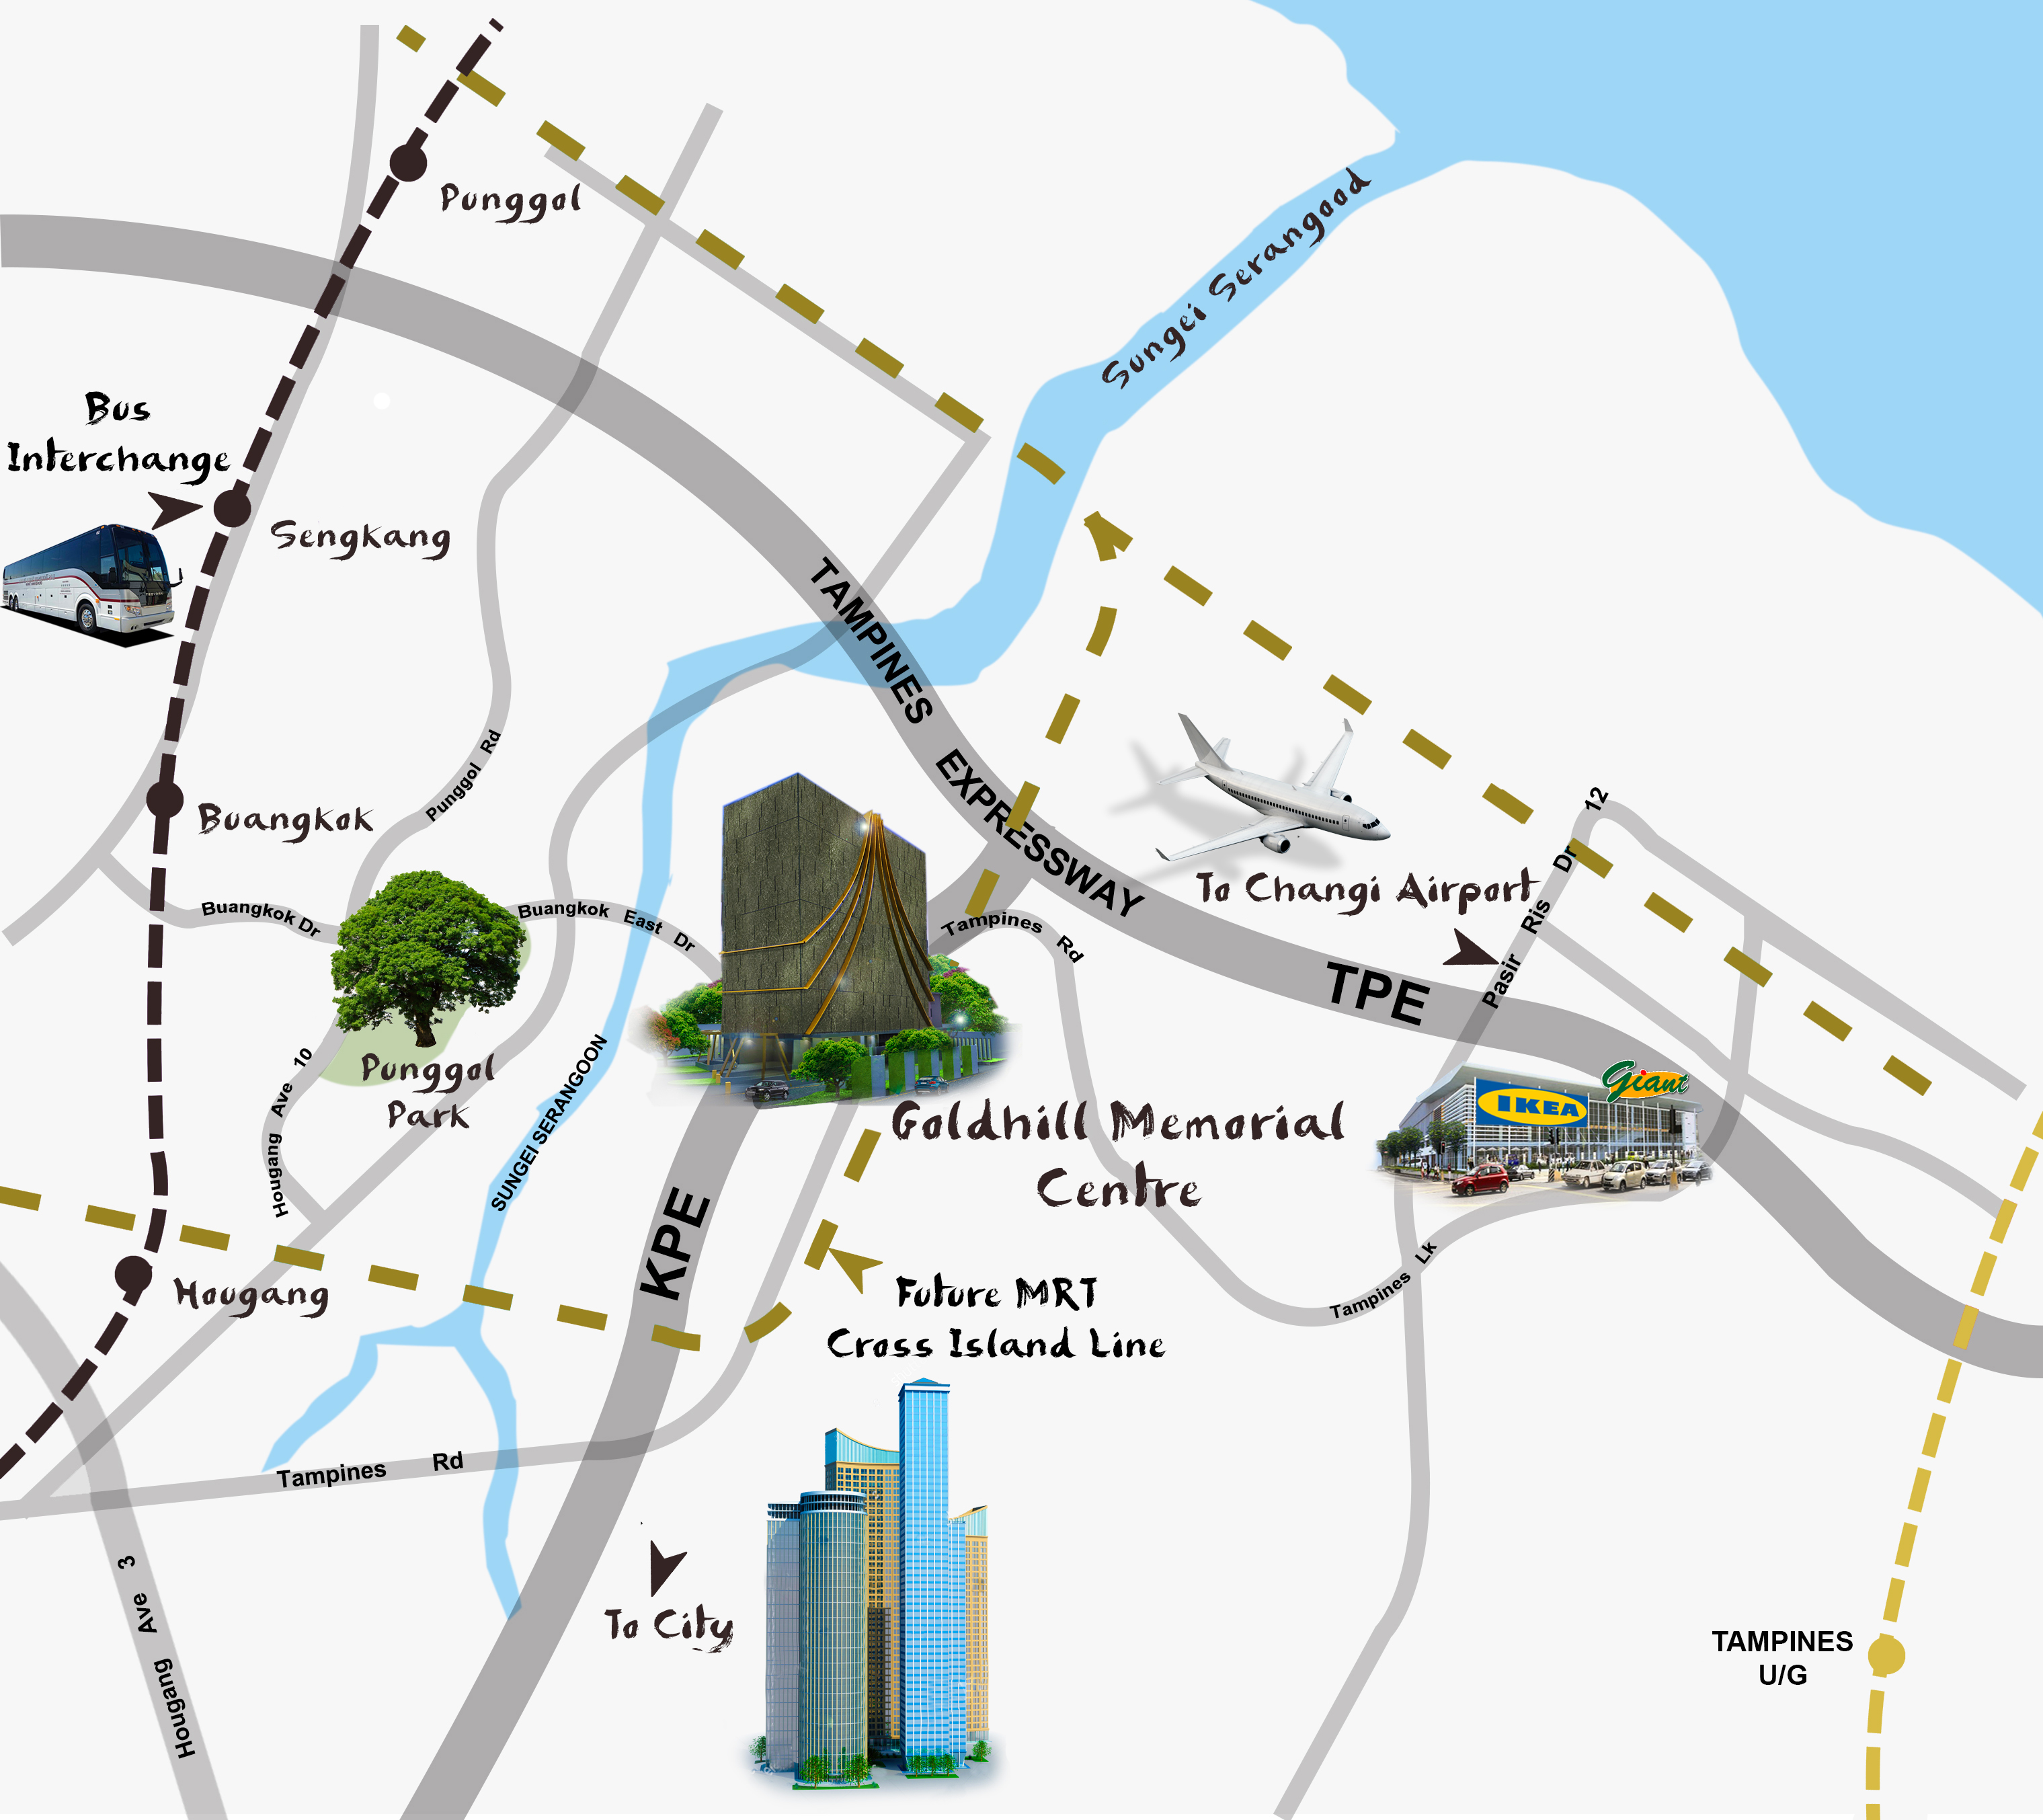 Punggol
Sungei Serangood
Bus
Interchange
Sengkang
TAMPINES EXPRESSWAY
Punggol Rd
Buangkok
12
Pasir Ris Dr
To Changi Airport
Buangkok Dr
Buangkok East Dr
Tampines Rd
TPE
Punggol
Park
Hougang Ave 10
SUNGEI SERANGOON
Giant
IKEA
Goldhill Memorial
Centre
KPE
Hougang
Tampines Lk
Future MRT
Cross Island Line
Tampines Rd
Hougang Ave 3
To City
TAMPINES
U/G